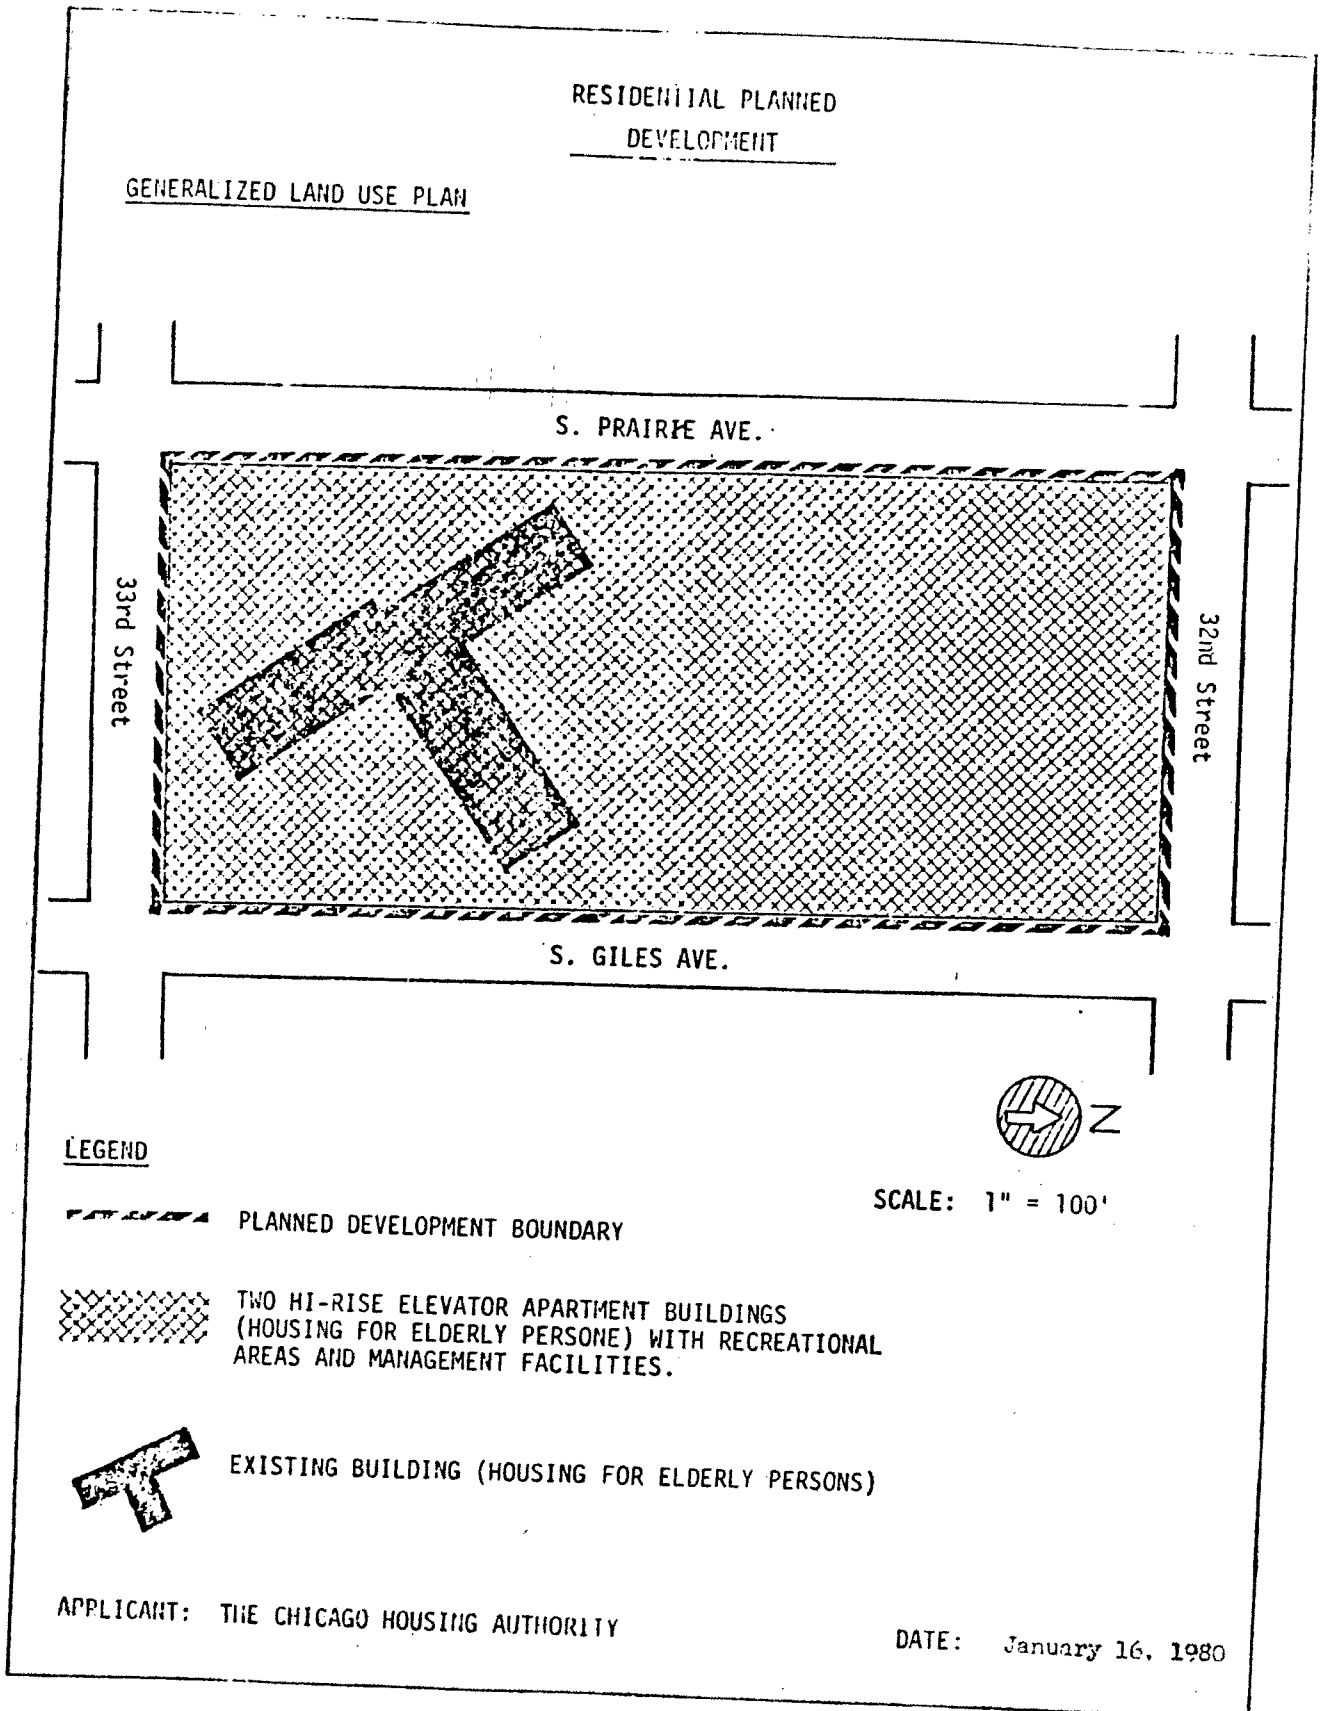 RESIDENTIAL PLANNED
DEVELOPMENT
GENERALIZED LAND USE PLAN
S. PRAIRIE AVE.
33rd Street
32nd Street
S. GILES AVE.
N
LEGEND
SCALE: 1" = 100'
PLANNED DEVELOPMENT BOUNDARY
TWO HI-RISE ELEVATOR APARTMENT BUILDINGS
(HOUSING FOR ELDERLY PERSONE) WITH RECREATIONAL
AREAS AND MANAGEMENT FACILITIES.
EXISTING BUILDING (HOUSING FOR ELDERLY PERSONS)
APPLICANT: THE CHICAGO HOUSING AUTHORITY
DATE: January 16, 1980